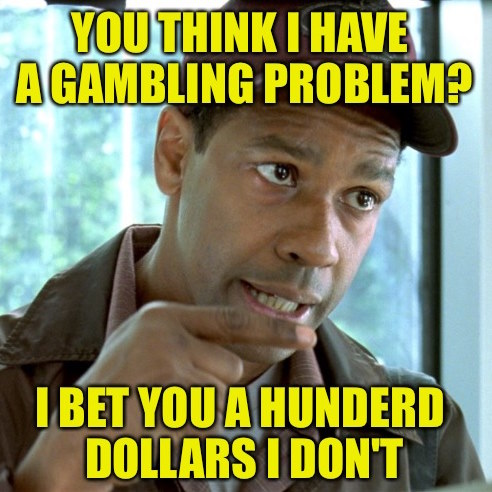 YOU THINK I HAVE
A GAMBLING PROBLEM?
I BET YOU A HUNDERD
DOLLARS I DON'T